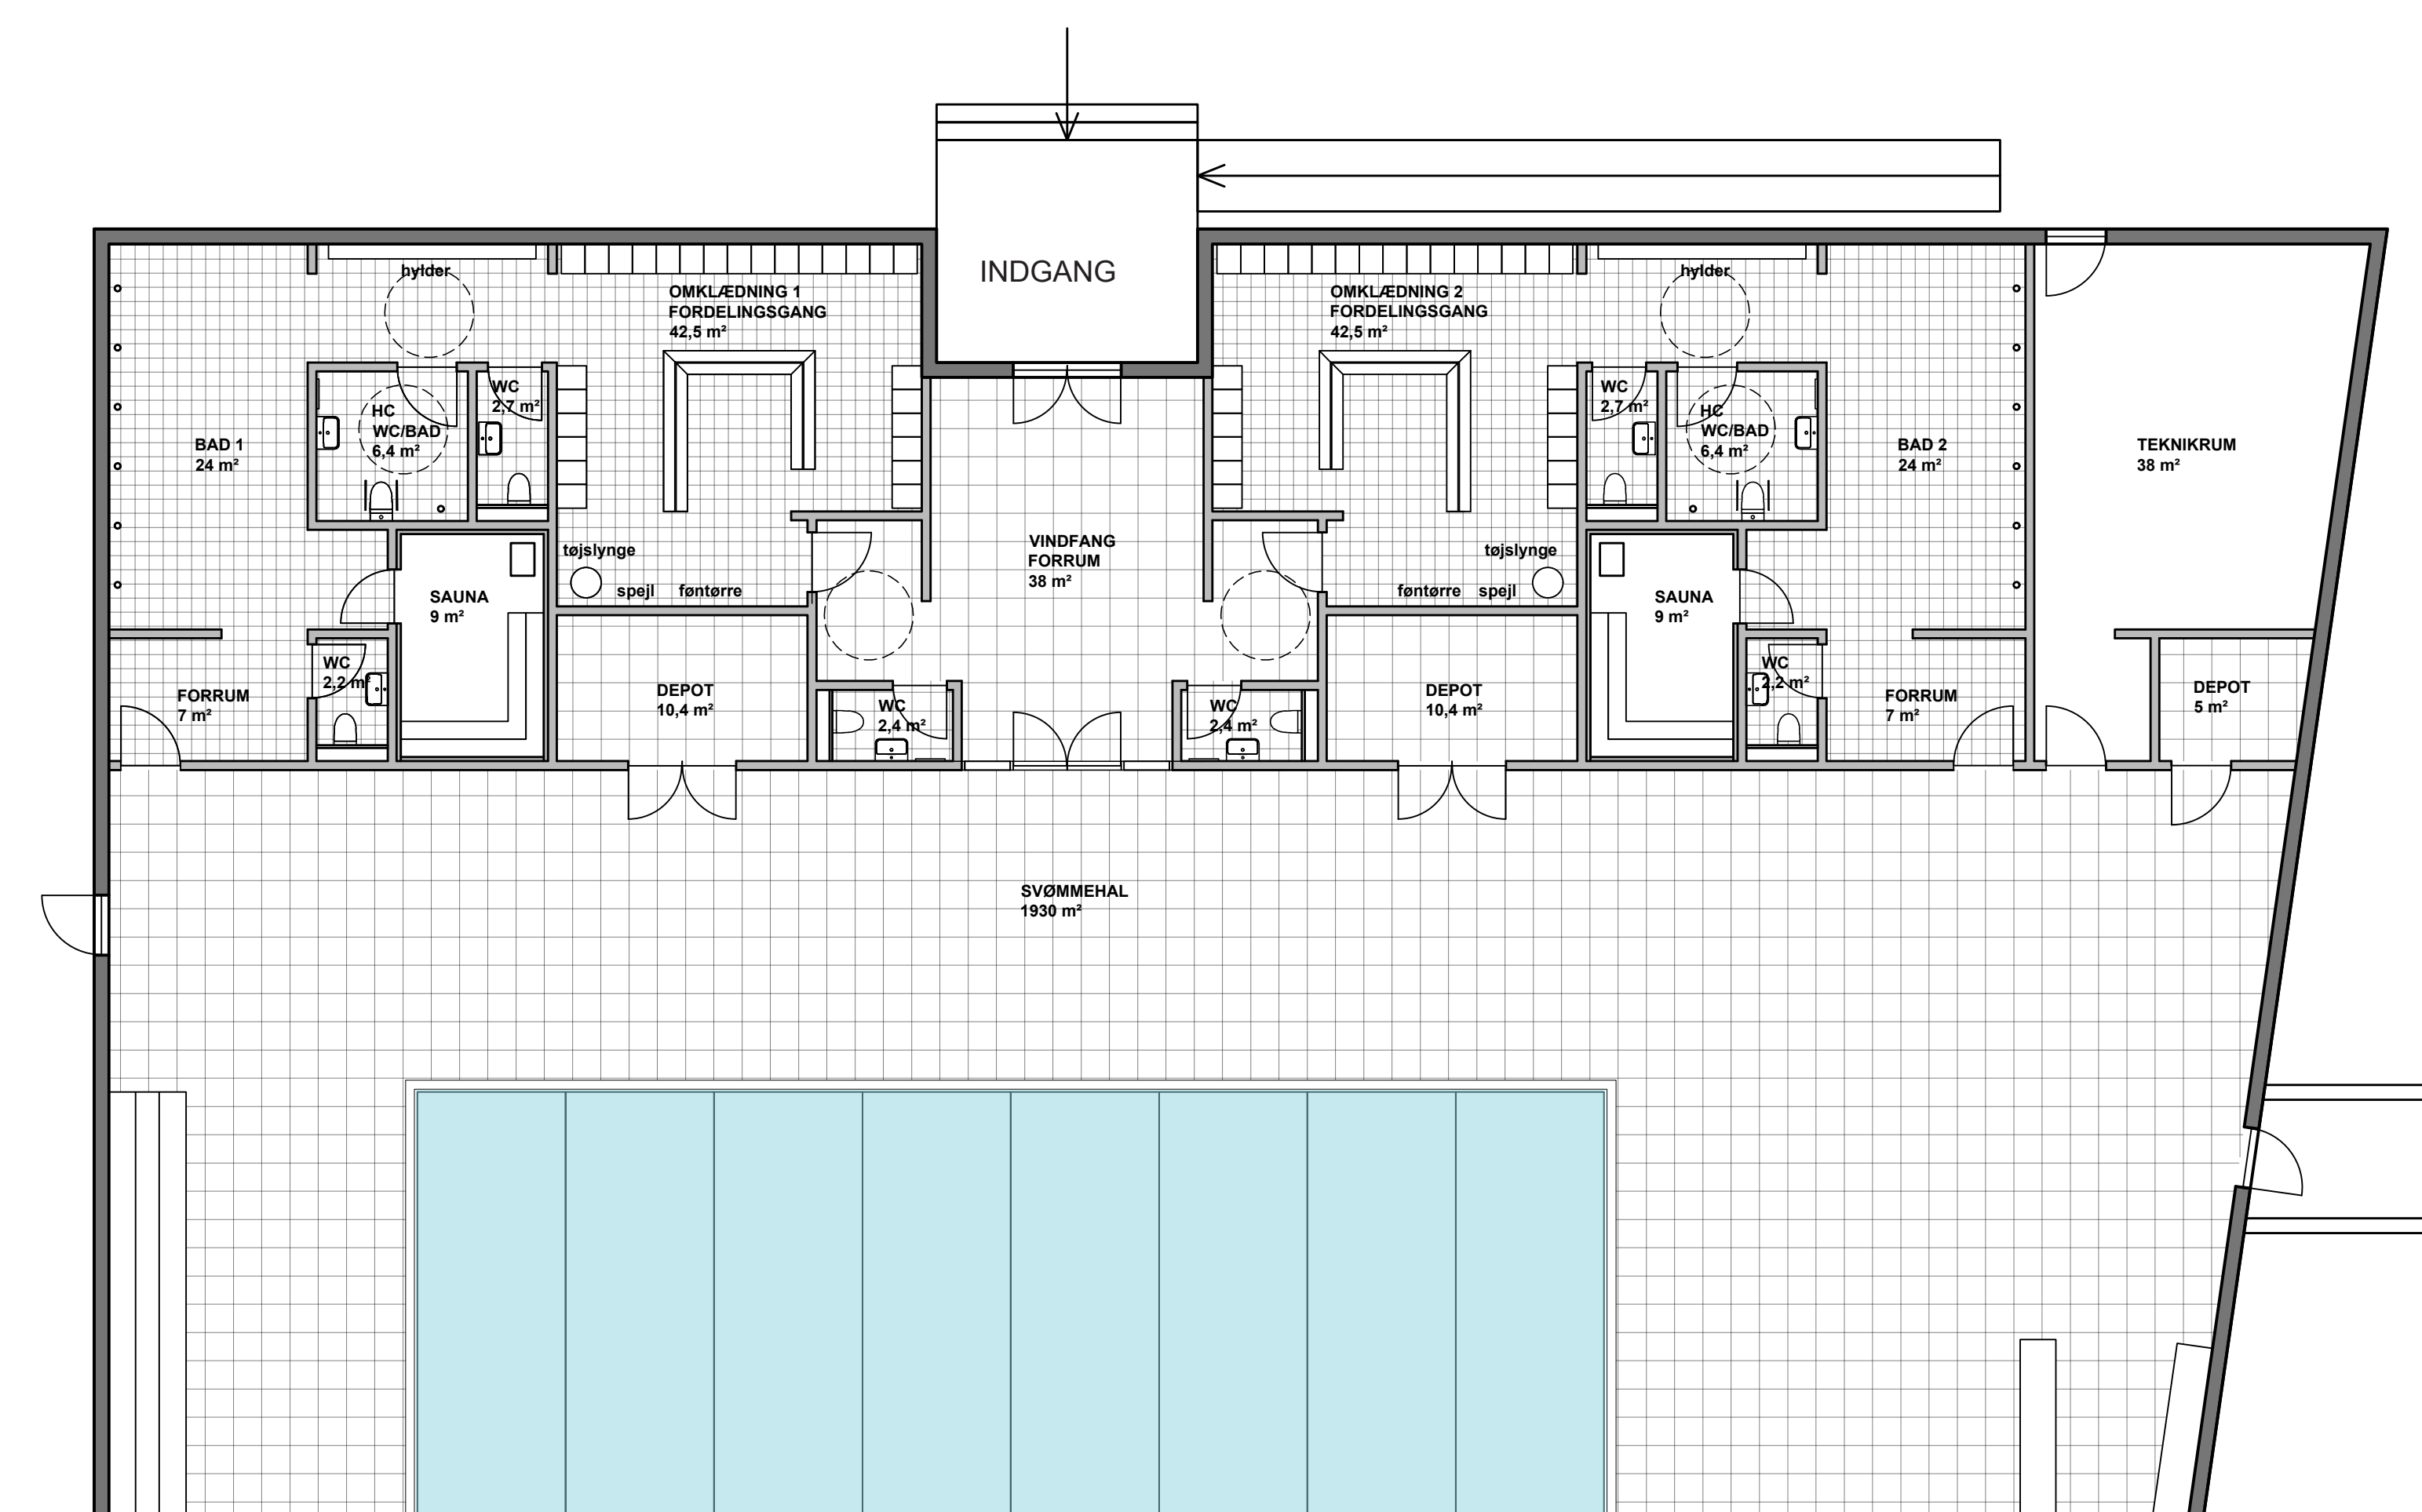 INDGANG
hylder
hylder
OMKLÆDNING 1
FORDELINGSGANG
42,5 m²
OMKLÆDNING 2
FORDELINGSGANG
42,5 m²
WC
2,7 m²
WC
2,7 m²
HC
WC/BAD
6,4 m²
HC
WC/BAD
6,4 m²
BAD 1
24 m²
BAD 2
24 m²
TEKNIKRUM
38 m²
VINDFANG
FORRUM
38 m²
tøjslynge
tøjslynge
spejl føntørre
føntørre spejl
SAUNA
9 m²
SAUNA
9 m²
WC
2,2 m²
WC
2,2 m²
FORRUM
7 m²
DEPOT
10,4 m²
WC
2,4 m²
WC
2,4 m²
DEPOT
10,4 m²
FORRUM
7 m²
DEPOT
5 m²
SVØMMEHAL
1930 m²